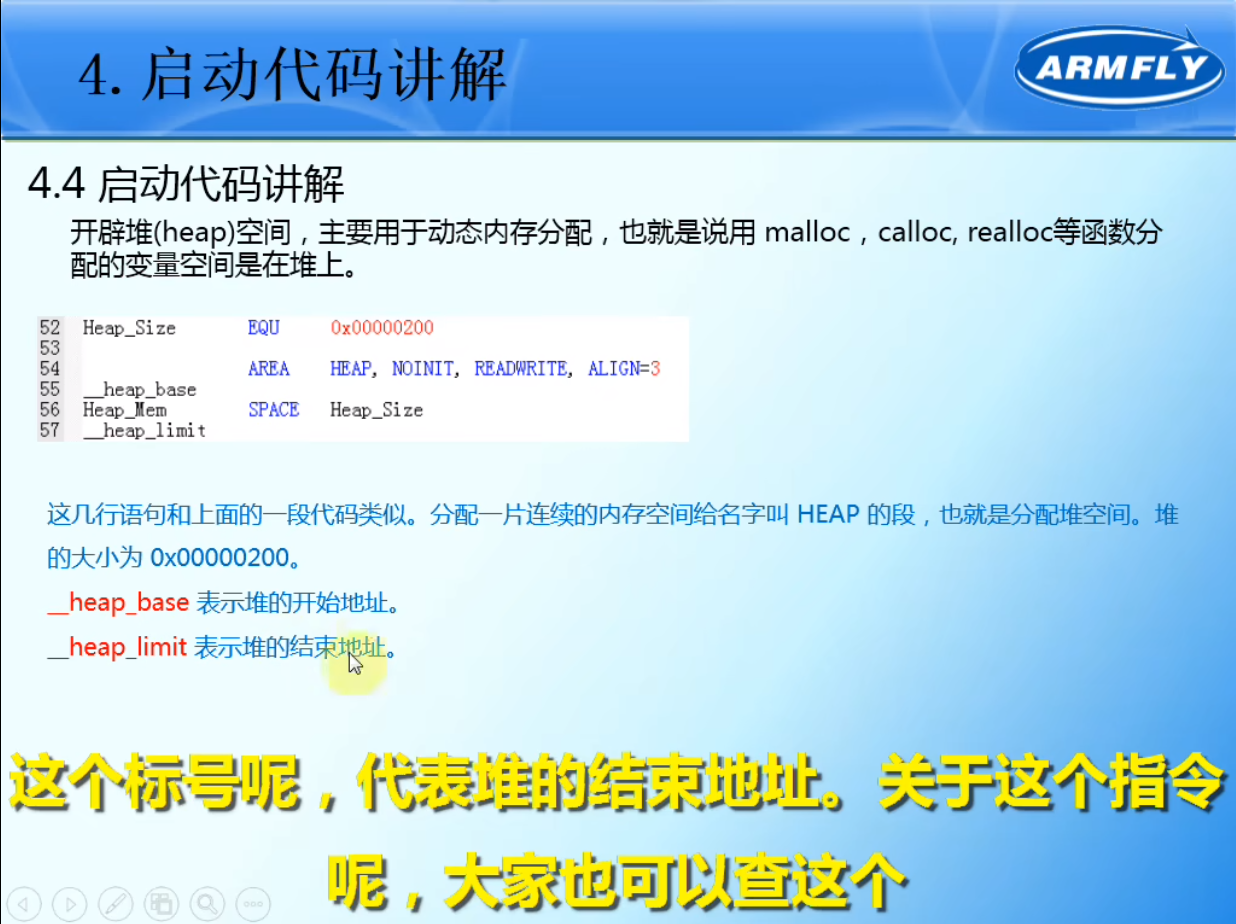 4. 启动代码讲解
ARMFLY
4.4 启动代码讲解
开辟堆(heap)空间，主要用于动态内存分配，也就是说用 malloc，calloc, realloc等函数分
配的变量空间是在堆上。
52 Heap_Size EQU 0x00000200
53
54 AREA HEAP, NOINIT, READWRITE, ALIGN=3
55 __heap_base
56 Heap_Mem SPACE Heap_Size
57 __heap_limit
这几行语句和上面的一段代码类似。分配一片连续的内存空间给名字叫 HEAP 的段，也就是分配堆空间。堆
的大小为 0x00000200。
__heap_base 表示堆的开始地址。
__heap_limit 表示堆的结束地址。
这个标号呢，代表堆的结束地址。关于这个指令
呢，大家也可以查这个